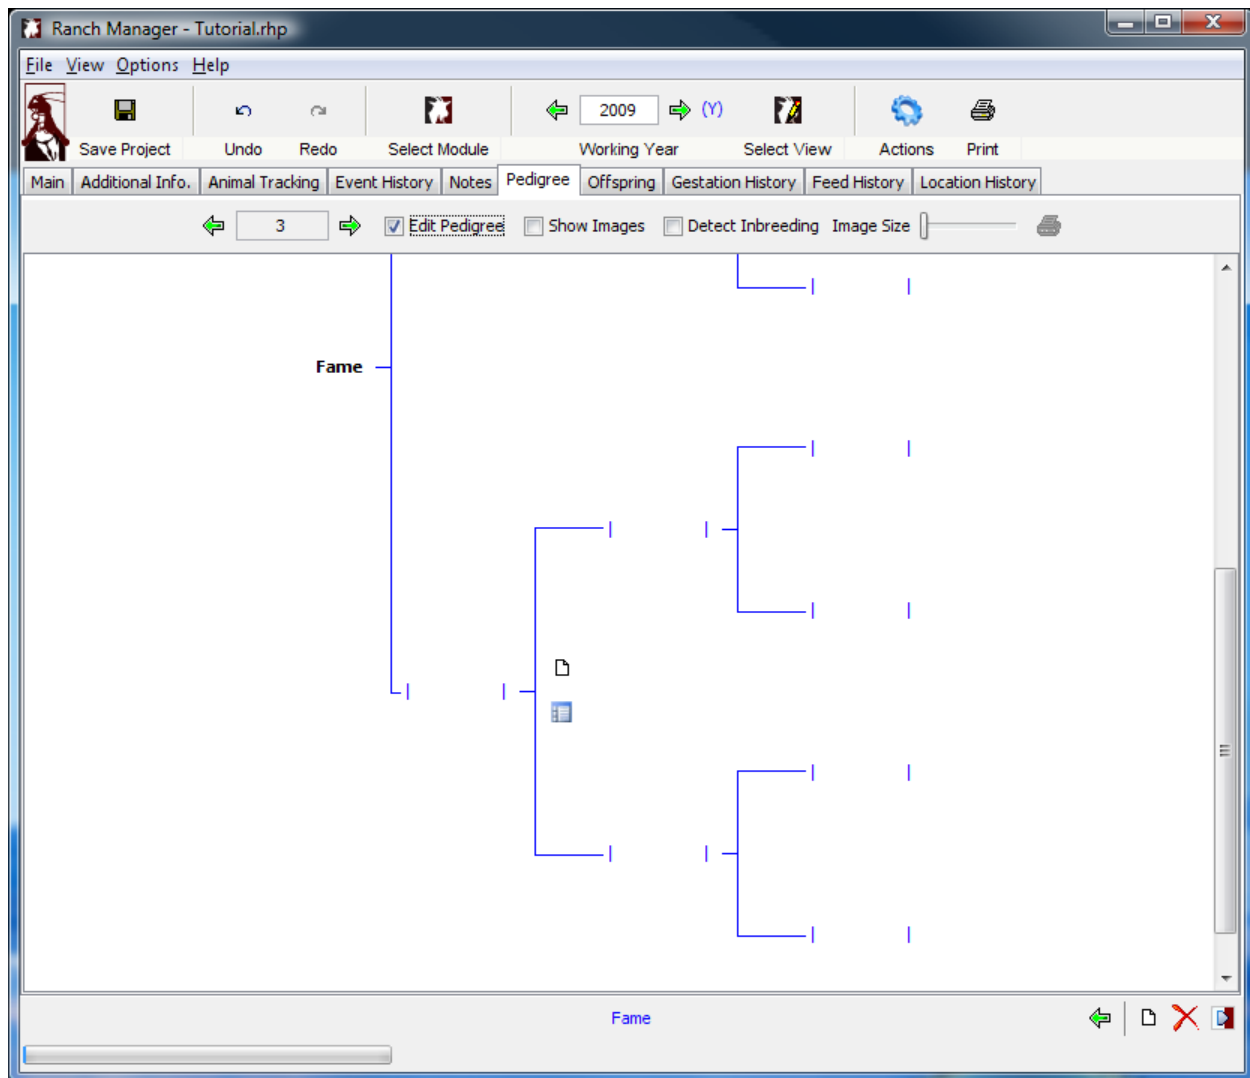 Ranch Manager - Tutorial.rhp
File View Options Help
2009 (Y)
Save Project Undo Redo Select Module Working Year Select View Actions Print
Main Additional Info. Animal Tracking Event History Notes Pedigree Offspring Gestation History Feed History Location History
3 Edit Pedigree Show Images Detect Inbreeding Image Size
Fame
Fame